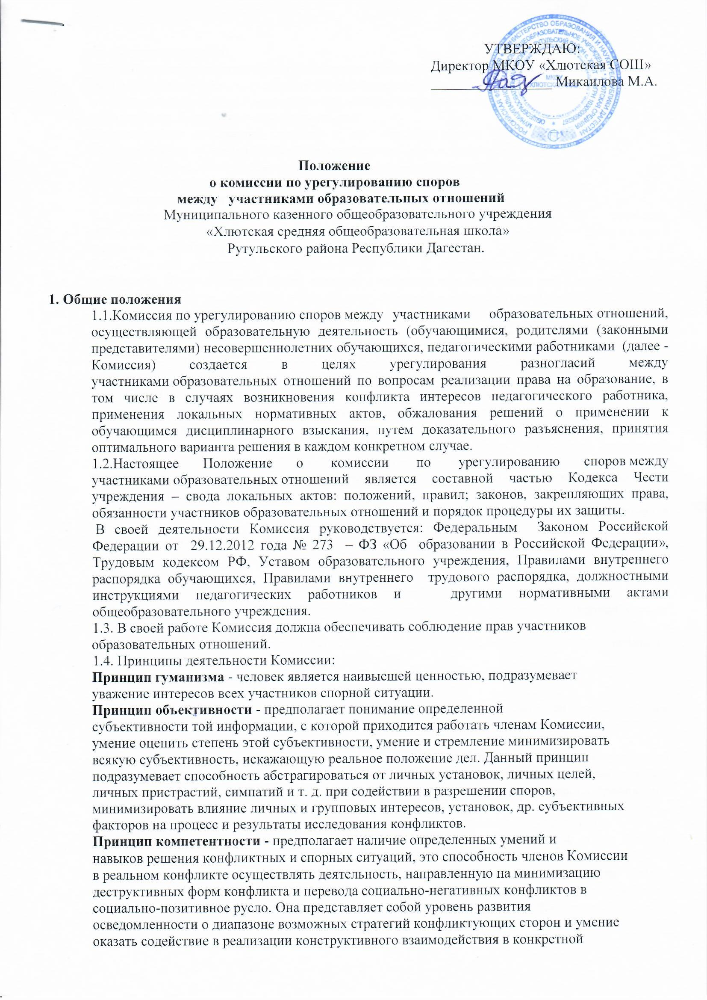 УТВЕРЖДАЮ:
Директор МКОУ «Хлютская СОШ»
Микаилова М.А.
МИНИСТЕРСТВО ОБРАЗОВАНИЯ И НАУКИ РЕСПУБЛИКИ ДАГЕСТАН
МКОУ
ХЛЮТСКАЯ СОШ
Положение
о комиссии по урегулированию споров
между участниками образовательных отношений
Муниципального казенного общеобразовательного учреждения
«Хлютская средняя общеобразовательная школа»
Рутульского района Республики Дагестан.
1. Общие положения
1.1.Комиссия по урегулированию споров между участниками образовательных отношений,
осуществляющей образовательную деятельность (обучающимися, родителями (законными
представителями) несовершеннолетних обучающихся, педагогическими работниками (далее -
Комиссия) создается в целях урегулирования разногласий между
участниками образовательных отношений по вопросам реализации права на образование, в
том числе в случаях возникновения конфликта интересов педагогического работника,
применения локальных нормативных актов, обжалования решений о применении к
обучающимся дисциплинарного взыскания, путем доказательного разъяснения, принятия
оптимального варианта решения в каждом конкретном случае.
1.2.Настоящее Положение о комиссии по урегулированию споров между
участниками образовательных отношений является составной частью Кодекса Чести
учреждения – свода локальных актов: положений, правил; законов, закрепляющих права,
обязанности участников образовательных отношений и порядок процедуры их защиты.
В своей деятельности Комиссия руководствуется: Федеральным Законом Российской
Федерации от 29.12.2012 года № 273 – ФЗ «Об образовании в Российской Федерации»,
Трудовым кодексом РФ, Уставом образовательного учреждения, Правилами внутреннего
распорядка обучающихся, Правилами внутреннего трудового распорядка, должностными
инструкциями педагогических работников и другими нормативными актами
общеобразовательного учреждения.
1.3. В своей работе Комиссия должна обеспечивать соблюдение прав участников
образовательных отношений.
1.4. Принципы деятельности Комиссии:
Принцип гуманизма - человек является наивысшей ценностью, подразумевает
уважение интересов всех участников спорной ситуации.
Принцип объективности - предполагает понимание определенной
субъективности той информации, с которой приходится работать членам Комиссии,
умение оценить степень этой субъективности, умение и стремление минимизировать
всякую субъективность, искажающую реальное положение дел. Данный принцип
подразумевает способность абстрагироваться от личных установок, личных целей,
личных пристрастий, симпатий и т. д. при содействии в разрешении споров,
минимизировать влияние личных и групповых интересов, установок, др. субъективных
факторов на процесс и результаты исследования конфликтов.
Принцип компетентности - предполагает наличие определенных умений и
навыков решения конфликтных и спорных ситуаций, это способность членов Комиссии
в реальном конфликте осуществлять деятельность, направленную на минимизацию
деструктивных форм конфликта и перевода социально-негативных конфликтов в
социально-позитивное русло. Она представляет собой уровень развития
осведомленности о диапазоне возможных стратегий конфликтующих сторон и умение
оказать содействие в реализации конструктивного взаимодействия в конкретной